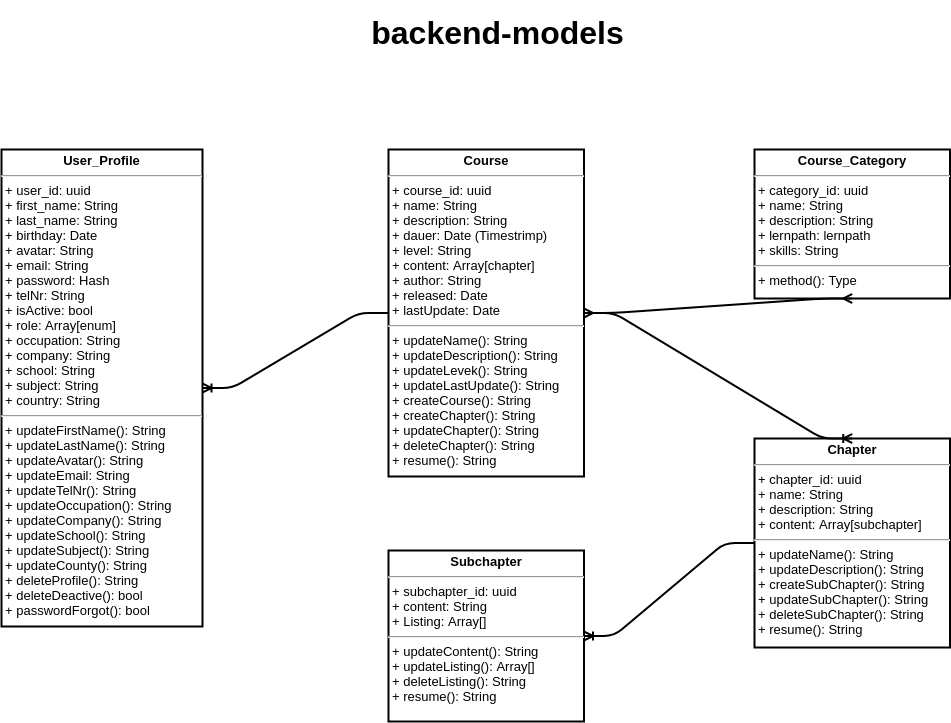 backend-models
User_Profile
+ user_id: uuid
+ first_name: String
+ last_name: String
+ birthday: Date
+ avatar: String
+ email: String
+ password: Hash
+ telNr: String
+ isActive: bool
+ role: Array[enum]
+ occupation: String
+ company: String
+ school: String
+ subject: String
+ country: String
+ updateFirstName(): String
+ updateLastName(): String
+ updateAvatar(): String
+ updateEmail: String
+ updateTelNr(): String
+ updateOccupation(): String
+ updateCompany(): String
+ updateSchool(): String
+ updateSubject(): String
+ updateCounty(): String
+ deleteProfile(): String
+ deleteDeactive(): bool
+ passwordForgot(): bool
Course
+ course_id: uuid
+ name: String
+ description: String
+ dauer: Date (Timestrimp)
+ level: String
+ content: Array[chapter]
+ author: String
+ released: Date
+ lastUpdate: Date
+ updateName(): String
+ updateDescription(): String
+ updateLevek(): String
+ updateLastUpdate(): String
+ createCourse(): String
+ createChapter(): String
+ updateChapter(): String
+ deleteChapter(): String
+ resume(): String
Course_Category
+ category_id: uuid
+ name: String
+ description: String
+ lernpath: lernpath
+ skills: String
+ method(): Type
Chapter
+ chapter_id: uuid
+ name: String
+ description: String
+ content: Array[subchapter]
+ updateName(): String
+ updateDescription(): String
+ createSubChapter(): String
+ updateSubChapter(): String
+ deleteSubChapter(): String
+ resume(): String
Subchapter
+ subchapter_id: uuid
+ content: String
+ Listing: Array[]
+ updateContent(): String
+ updateListing(): Array[]
+ deleteListing(): String
+ resume(): String